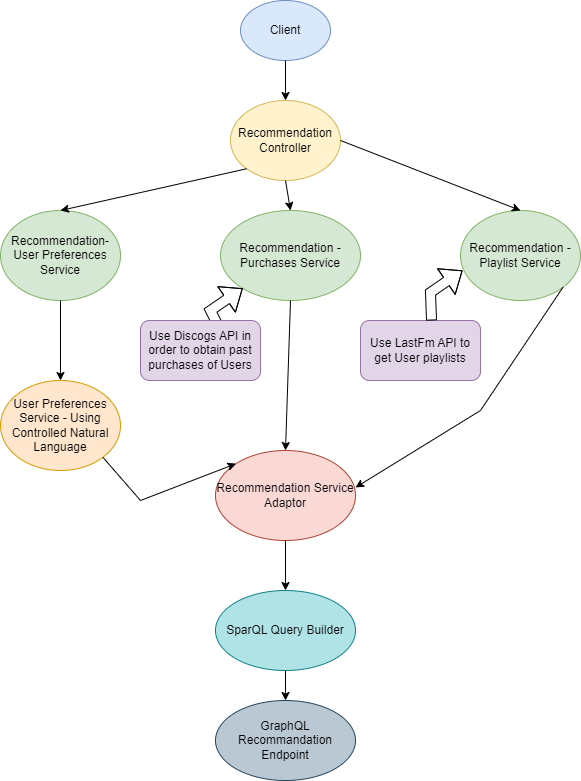 Client
Recommendation
Controller
Recommendation-
User Preferences
Service
Recommendation -
Purchases Service
Recommendation -
Playlist Service
Use Discogs API in
order to obtain past
purchases of Users
Use LastFm API to
get User playlists
User Preferences
Service - Using
Controlled Natural
Language
Recommendation Service
Adaptor
SparQL Query Builder
GraphQL
Recommandation
Endpoint